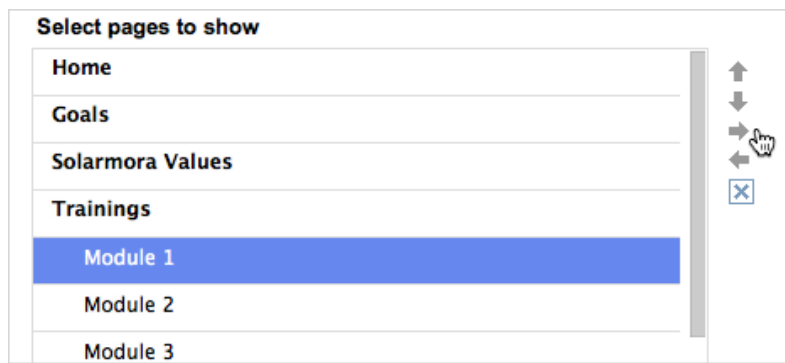 Select pages to show
Home
Goals
Solarmora Values
Trainings
Module 1
Module 2
Module 3